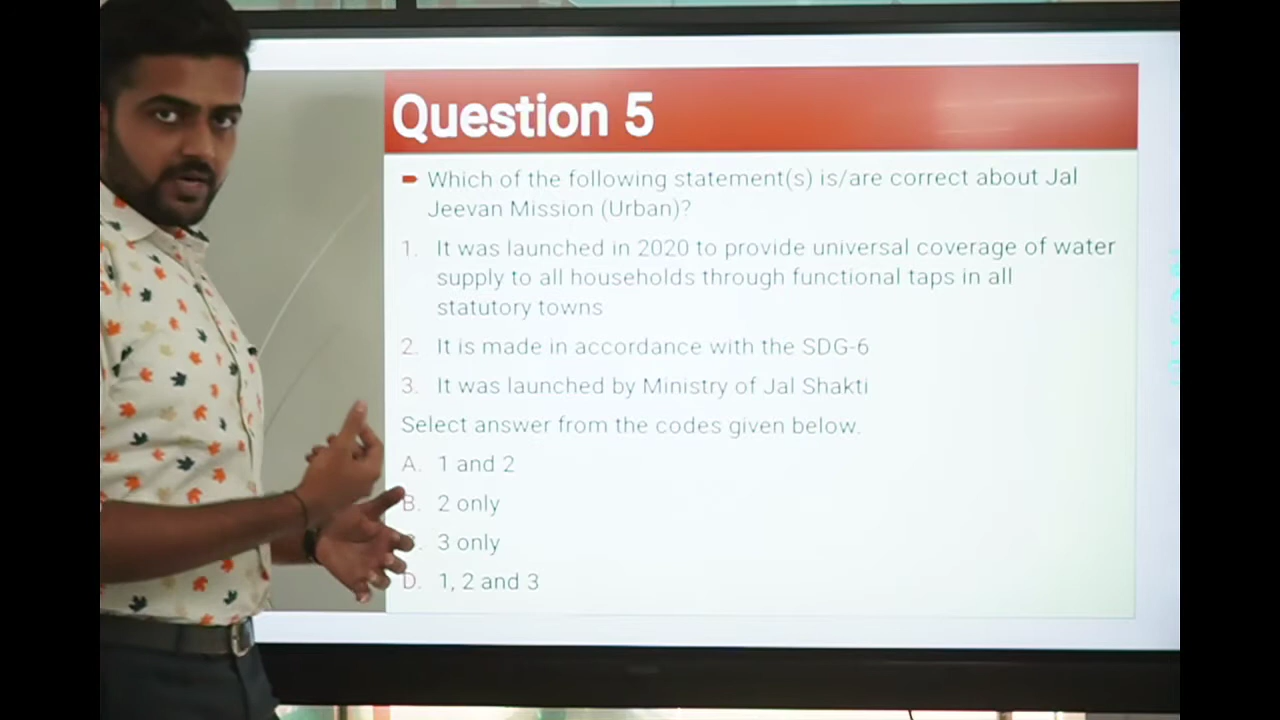 Question 5
Which of the following statement(s) is/are correct about Jal
Jeevan Mission (Urban)?
1. It was launched in 2020 to provide universal coverage of water
supply to all households through functional taps in all
statutory towns
2. It is made in accordance with the SDG-6
3. It was launched by Ministry of Jal Shakti
Select answer from the codes given below.
A. 1 and 2
B. 2 only
3 only
D. 1, 2 and 3